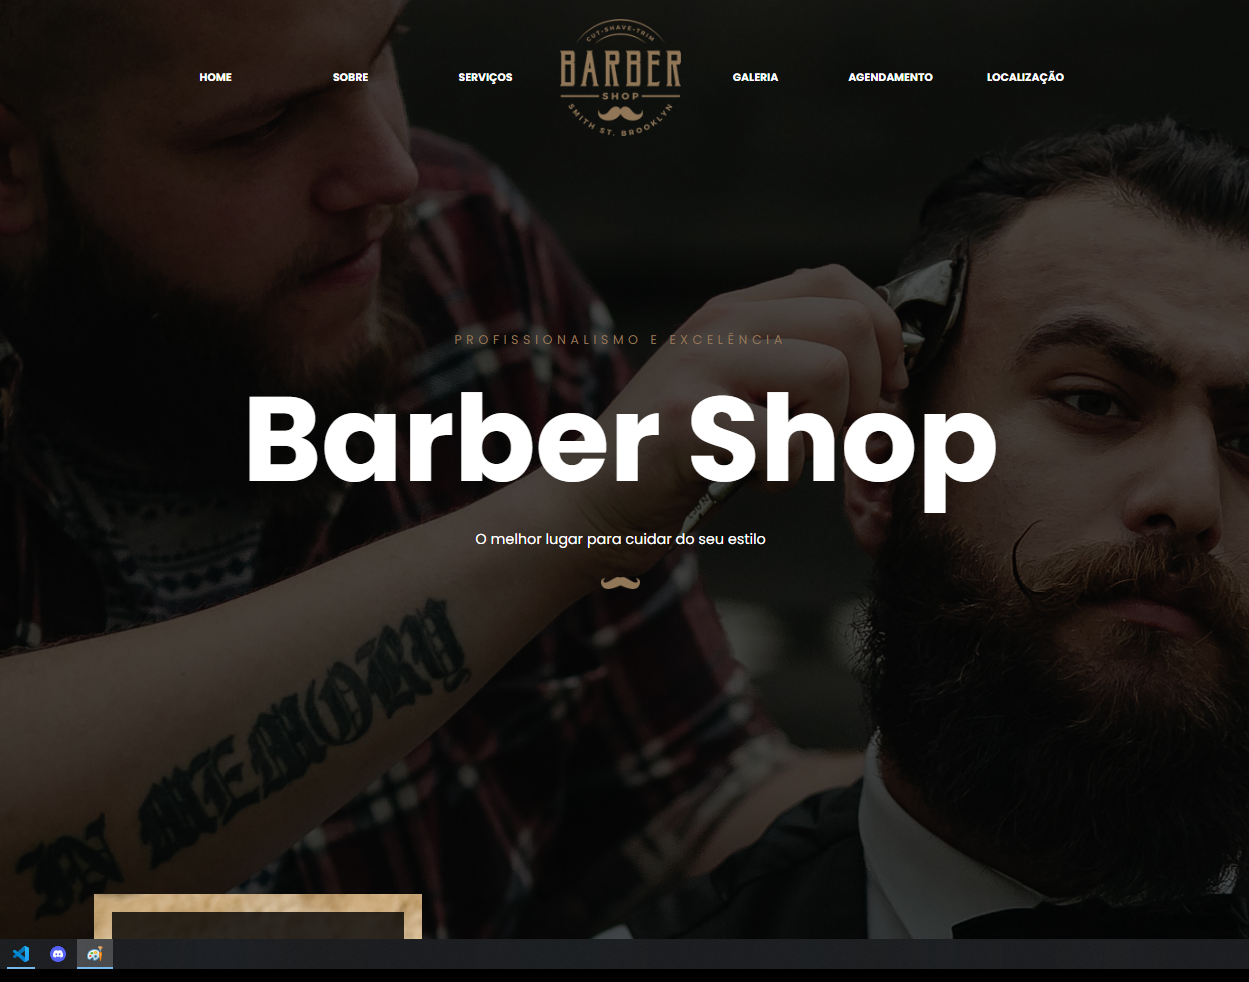 CUT-SHAVE-TRIM
BARBER
SHOP
SMITH ST. BROOKLYN
HOME
SOBRE
SERVIÇOS
GALERIA
AGENDAMENTO
LOCALIZAÇÃO
PROFISSIONALISMO E EXCELÊNCIA
Barber Shop
O melhor lugar para cuidar do seu estilo
IN MEMORY